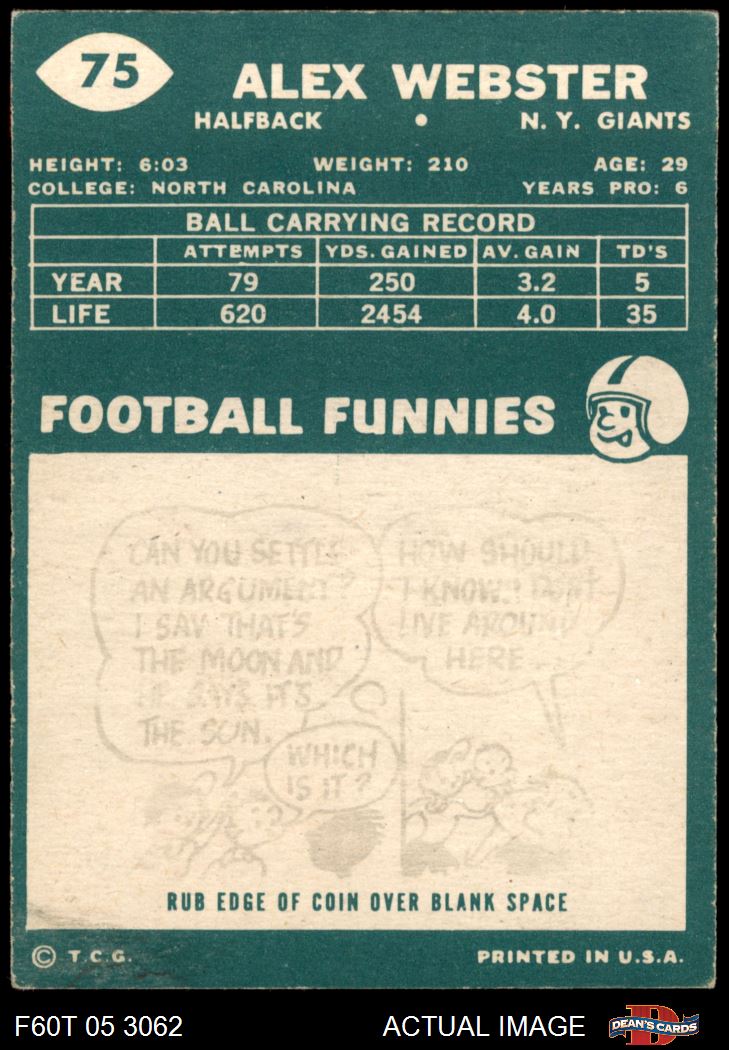 75
ALEX WEBSTER
HALFBACK • N. Y. GIANTS
HEIGHT: 6:03 WEIGHT: 210 AGE: 29
COLLEGE: NORTH CAROLINA YEARS PRO: 6
BALL CARRYING RECORD
ATTEMPTS YDS. GAINED AV. GAIN TD'S
YEAR 79 250 3.2 5
LIFE 620 2454 4.0 35
FOOTBALL FUNNIES
CAN YOU SETTLE
AN ARGUMENT?
I SAY THAT'S
THE MOON AND
HE SAYS IT'S
THE SUN.
WHICH
IS IT?
HOW SHOULD
I KNOW. I DON'T
LIVE AROUND
HERE...
RUB EDGE OF COIN OVER BLANK SPACE
© T.C.G. PRINTED IN U.S.A.
F60T 05 3062 ACTUAL IMAGE
D
DEAN'S CARDS